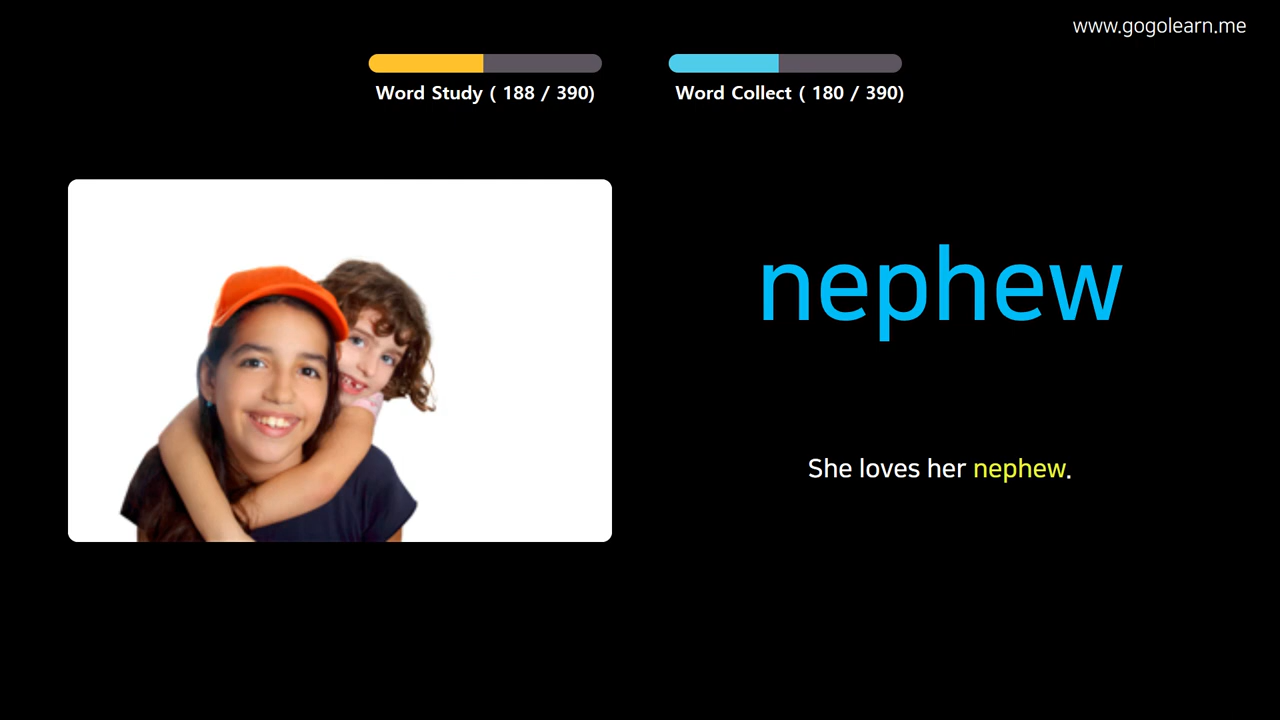 www.gogolearn.me
Word Study ( 188 / 390)
Word Collect ( 180 / 390)
nephew
She loves her nephew.